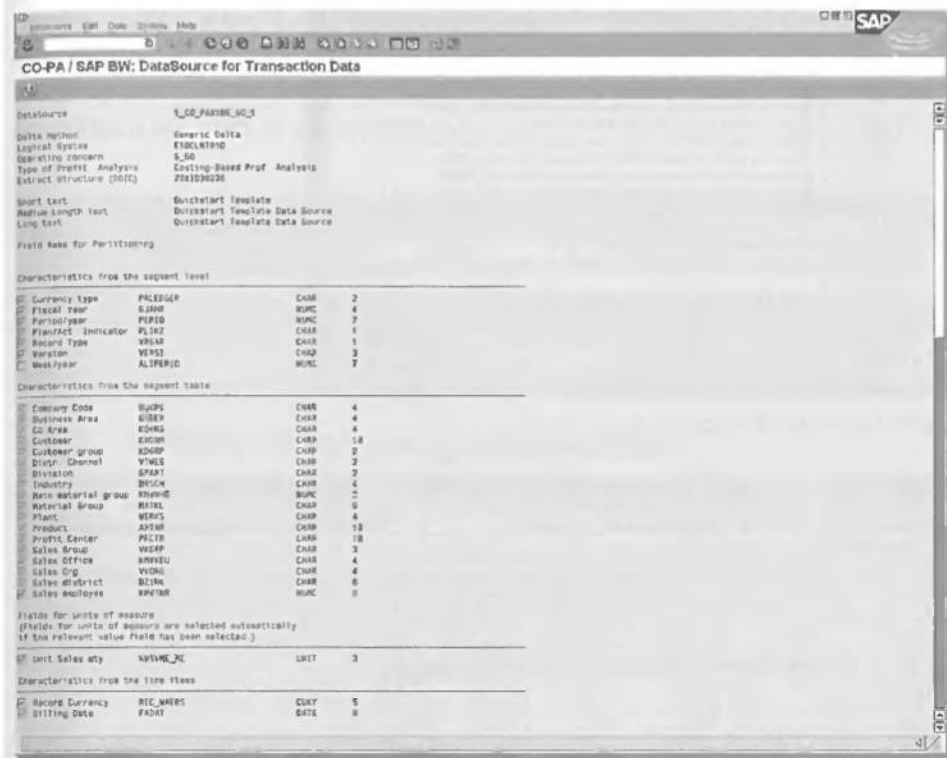 Edit Goto System Help
SAP
CO-PA / SAP BW: DataSource for Transaction Data
DataSource
Delta Method Generic Delta
Logical System
Operating concern S_GO
Type of Profit. Analysis Costing-Based Prof. Analysis
Extract structure (DDIC)
Short text Quickstart Template
Medium Length Text Quickstart Template Data Source
Long text Quickstart Template Data Source
Field Name for Partitioning
Characteristics from the segment level
Currency type PALEDGER CHAR 2
Fiscal Year GJAHR NUMC 4
Period/year PERIO NUMC 7
Plan/Act. Indicator PLIKZ CHAR 1
Record Type VRGAR CHAR 1
Version VERSI CHAR 3
Week/year ALTPERIO NUMC 7
Characteristics from the segment table
Company Code BUKRS CHAR 4
Business Area GSBER CHAR 4
CO Area KOKRS CHAR 4
Customer KNDNR CHAR 10
Customer group KDGRP CHAR 2
Distr. Channel VTWEG CHAR 2
Division SPART CHAR 2
Industry BRSCH CHAR 4
Main material group NUMC 2
Material Group MATKL CHAR 9
Plant WERKS CHAR 4
Product ARTNR CHAR 18
Profit Center PRCTR CHAR 10
Sales Group VKGRP CHAR 3
Sales Office CHAR 4
Sales Org VKORG CHAR 4
Sales district BZIRK CHAR 6
Sales employee NUMC 8
Fields for units of measure
(Fields for units of measure are selected automatically
if the relevant value field has been selected.)
Unit Sales qty UNIT 3
Characteristics from the line items
Record Currency REC_WAERS CUKY 5
Billing Date FADAT DATE 8